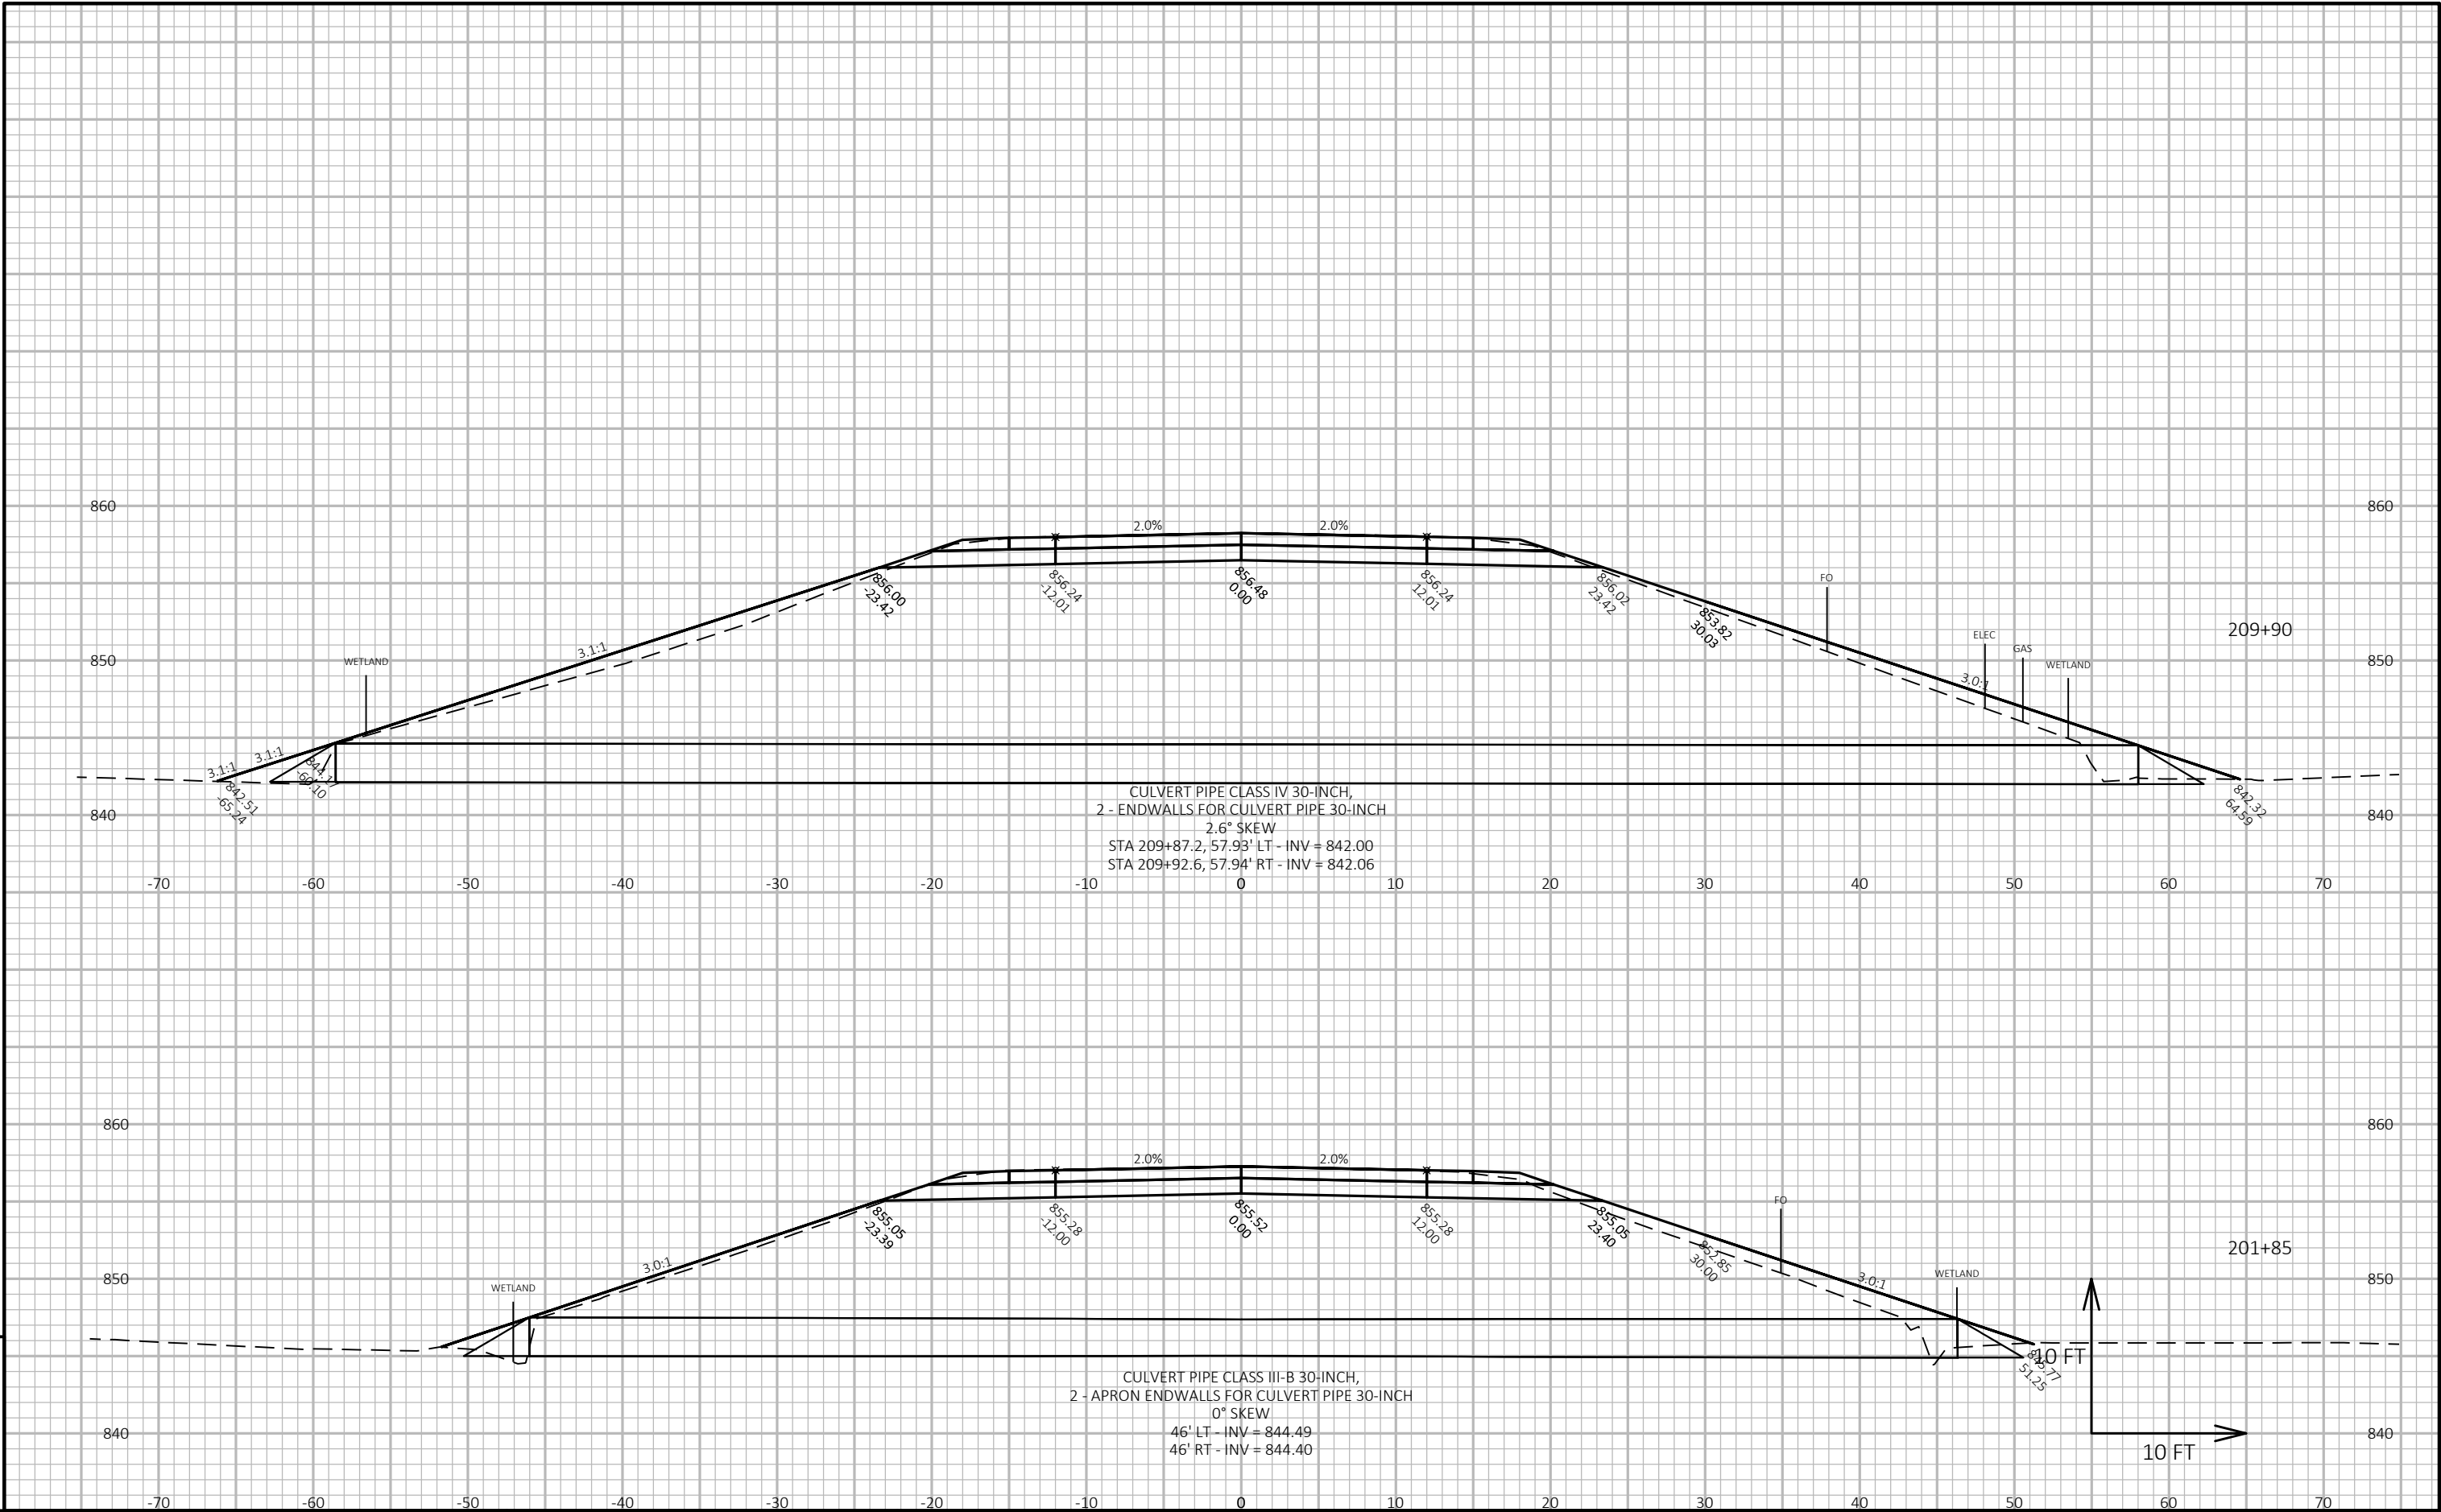 860
860
2.0%
2.0%
856.00
-23.42
856.24
-12.01
856.48
0.00
856.24
12.01
856.02
23.42
853.82
30.03
FO
ELEC
GAS
WETLAND
209+90
850
850
WETLAND
3.1:1
3.0:1
3.1:1
3.1:1
844.17
-60.10
842.51
-65.24
842.32
64.59
840
840
CULVERT PIPE CLASS IV 30-INCH,
2 - ENDWALLS FOR CULVERT PIPE 30-INCH
2.6° SKEW
STA 209+87.2, 57.93' LT - INV = 842.00
STA 209+92.6, 57.94' RT - INV = 842.06
-70 -60 -50 -40 -30 -20 -10 0 10 20 30 40 50 60 70
860
860
2.0%
2.0%
855.05
-23.39
855.28
-12.00
855.52
0.00
855.28
12.00
855.05
23.40
852.85
30.00
FO
201+85
850
850
WETLAND
3.0:1
3.0:1
WETLAND
845.77
51.25
10 FT
10 FT
CULVERT PIPE CLASS III-B 30-INCH,
2 - APRON ENDWALLS FOR CULVERT PIPE 30-INCH
0° SKEW
46' LT - INV = 844.49
46' RT - INV = 844.40
840
840
-70 -60 -50 -40 -30 -20 -10 0 10 20 30 40 50 60 70